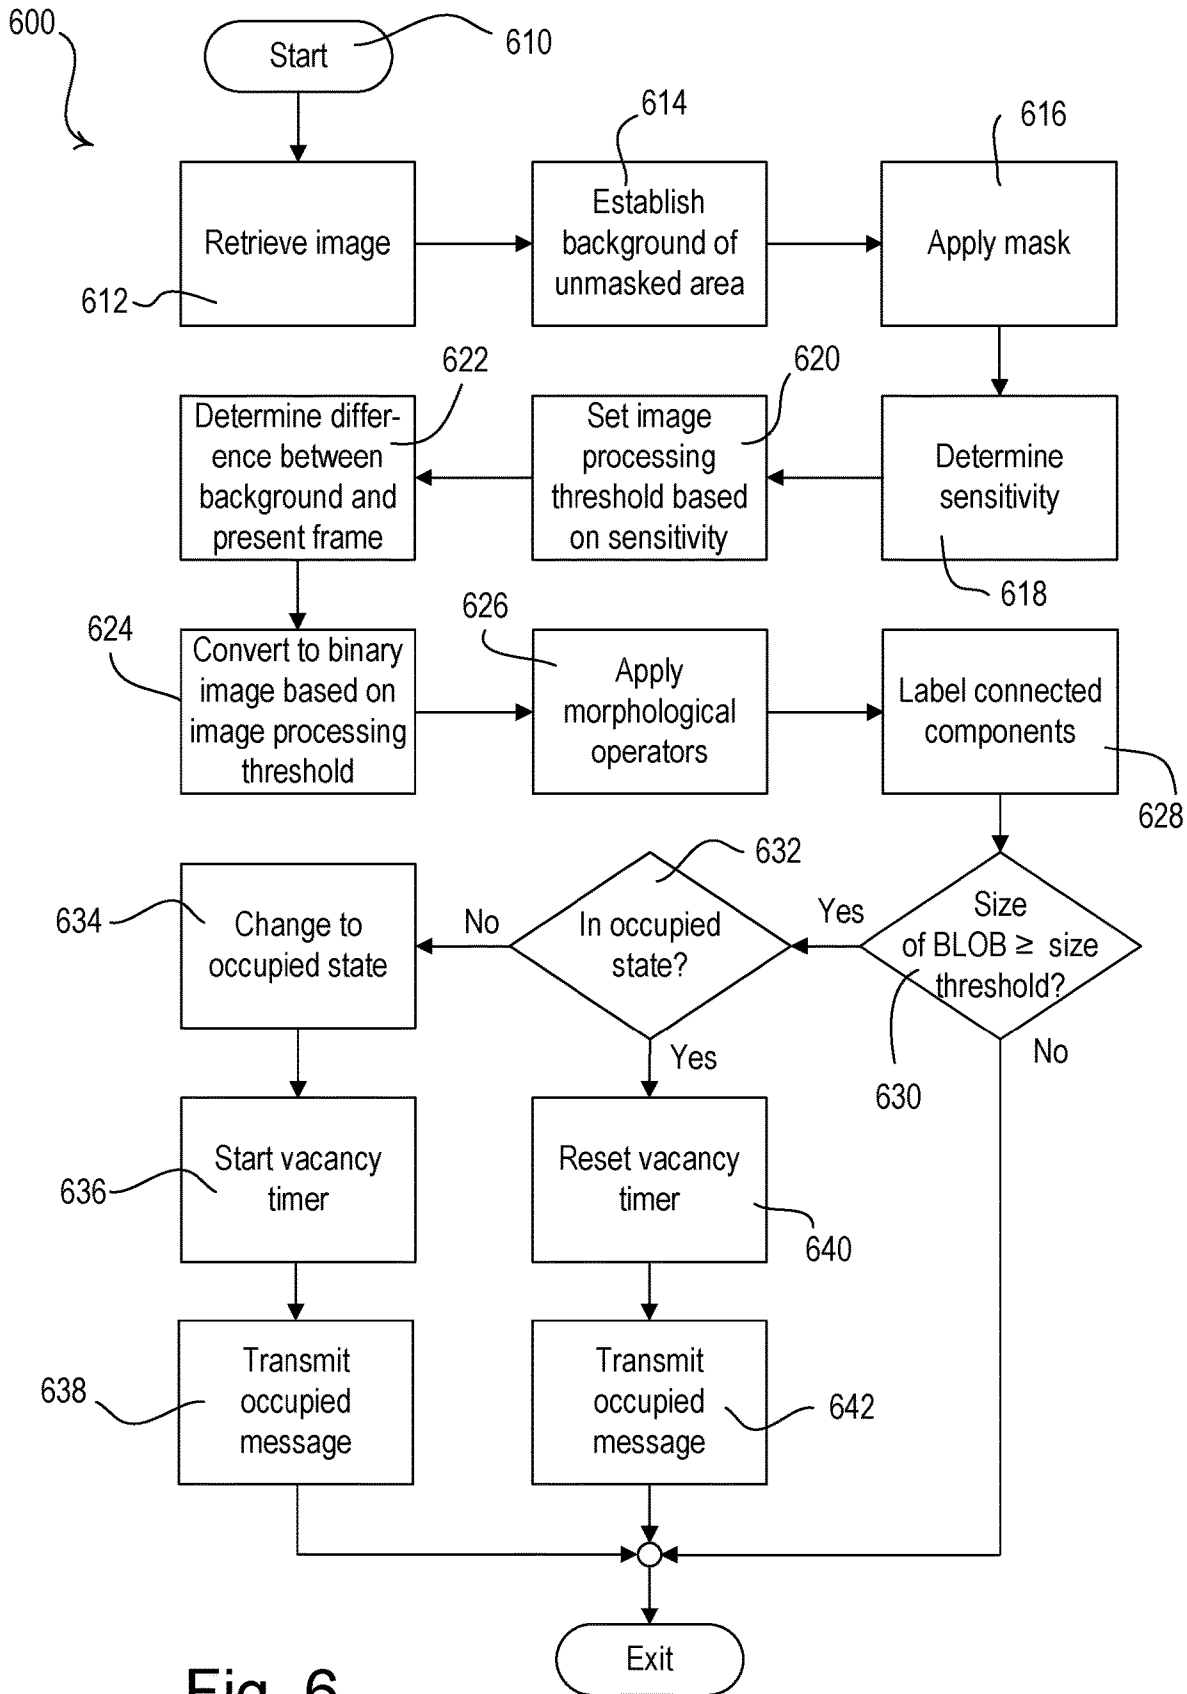 600
Start
610
614
616
Retrieve image
612
Establish
background of
unmasked area
Apply mask
622
620
Determine differ-
ence between
background and
present frame
Set image
processing
threshold based
on sensitivity
Determine
sensitivity
618
624
626
Convert to binary
image based on
image processing
threshold
Apply
morphological
operators
Label connected
components
628
632
634
Change to
occupied state
No
In occupied
state?
Yes
Yes
Size
of BLOB ≥ size
threshold?
630
No
636
Start vacancy
timer
Reset vacancy
timer
640
638
Transmit
occupied
message
Transmit
occupied
message
642
Exit
Fig. 6